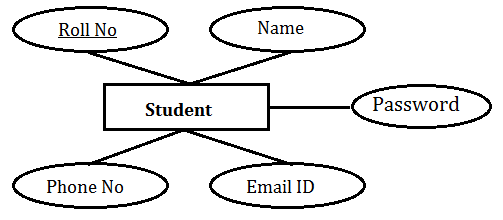 Roll No
Name
Student
Password
Phone No
Email ID